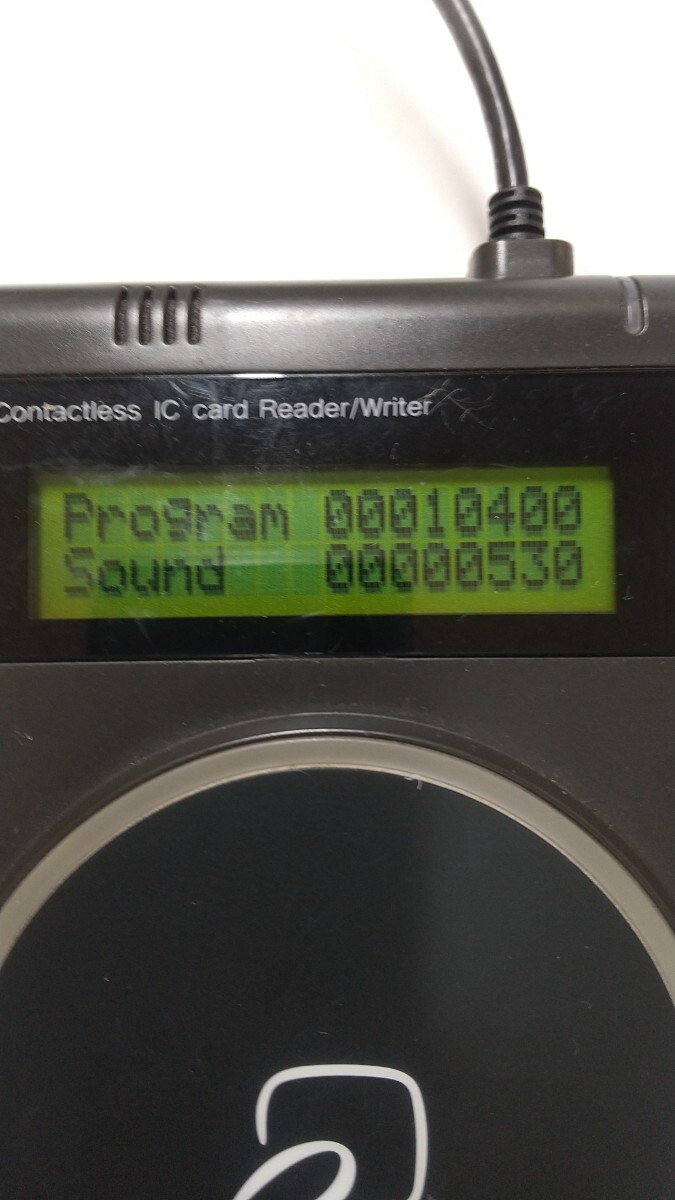 Contactless IC card Reader/Writer
Program 00010400
Sound 00000530